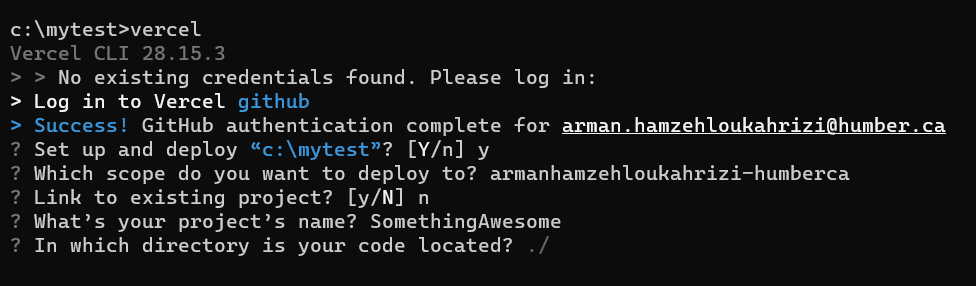 c:\mytest>vercel
Vercel CLI 28.15.3
> > No existing credentials found. Please log in:
> Log in to Vercel github
> Success! GitHub authentication complete for arman.hamzehloukahrizi@humber.ca
? Set up and deploy “c:\mytest”? [Y/n] y
? Which scope do you want to deploy to? armanhamzehloukahrizi-humberca
? Link to existing project? [y/N] n
? What’s your project’s name? SomethingAwesome
? In which directory is your code located? ./